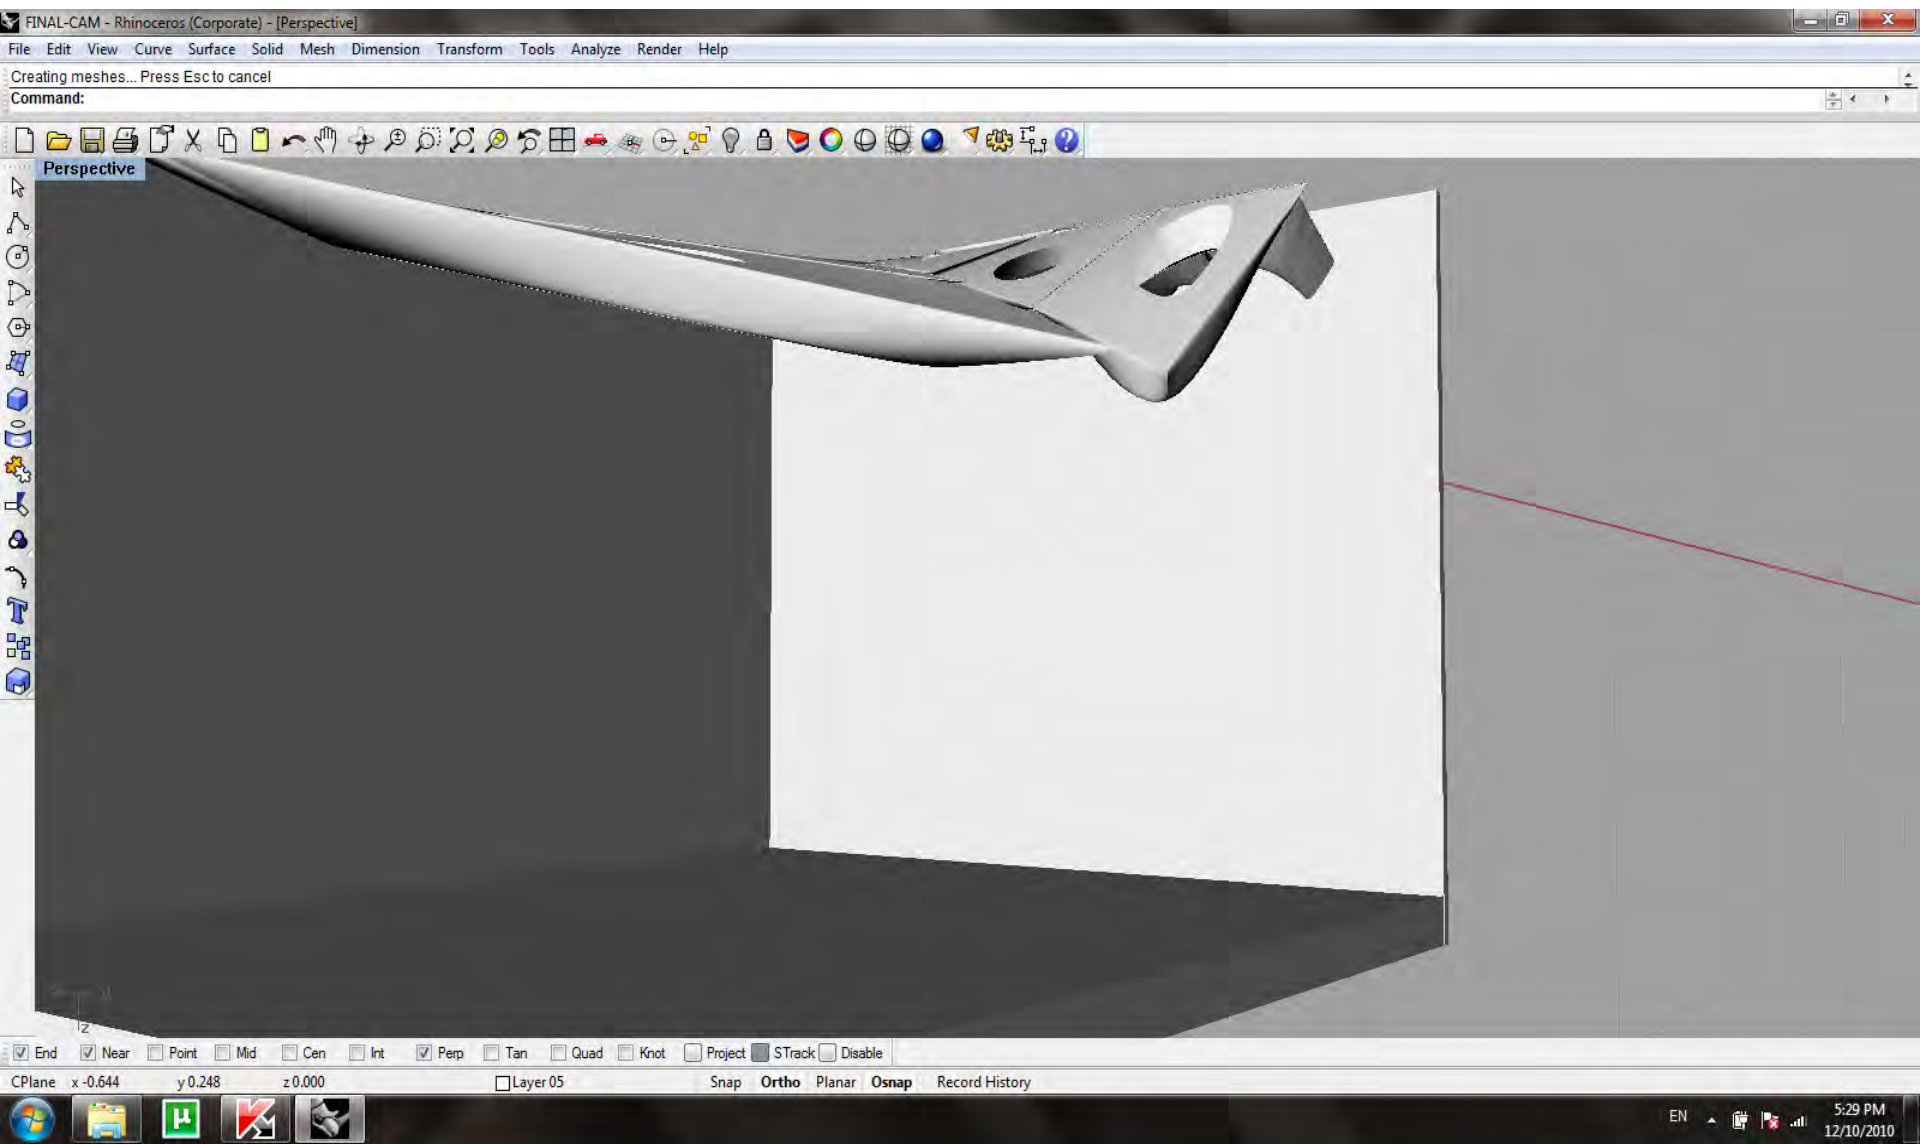 FINAL-CAM - Rhinoceros (Corporate) - [Perspective]
File Edit View Curve Surface Solid Mesh Dimension Transform Tools Analyze Render Help
Creating meshes... Press Esc to cancel
Command:
Perspective
z
End Near Point Mid Cen Int Perp Tan Quad Knot Project STrack Disable
CPlane x -0.644 y 0.248 z 0.000 Layer 05 Snap Ortho Planar Osnap Record History
EN 5:29 PM
12/10/2010